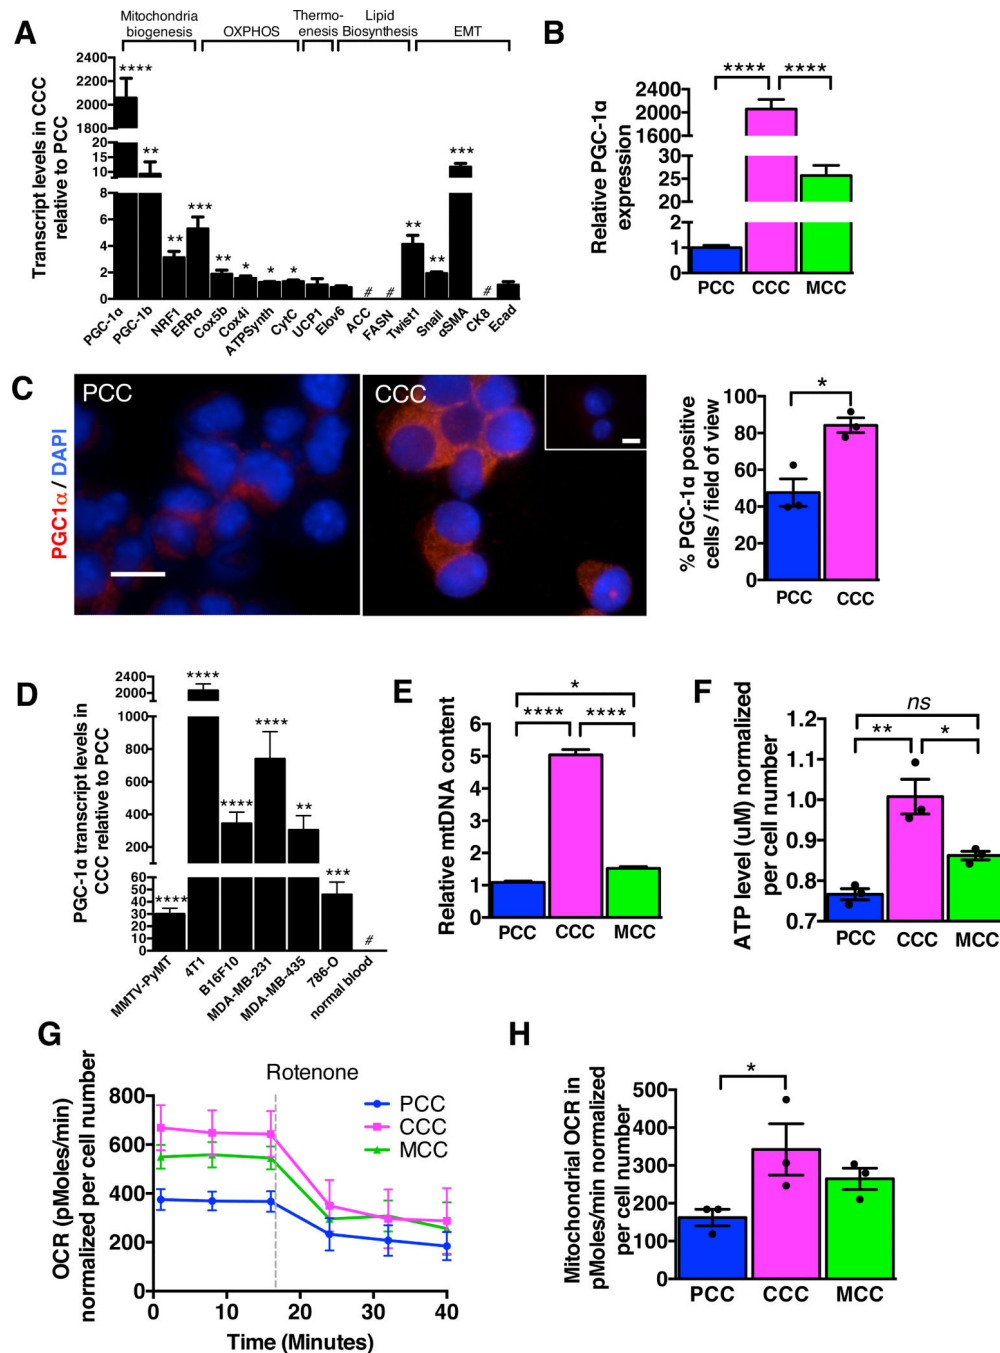 A
Mitochondria
biogenesis
OXPHOS
Thermo-
enesis
Lipid
Biosynthesis
EMT
Transcript levels in CCC
relative to PCC
2400
2200
2000
1800
20
15
10
8
6
4
2
0
****
**
**
***
**
*
*
*
#
#
**
**
***
#
PGC-1α
PGC-1b
NRF1
ERRα
Cox5b
Cox4i
ATPSynth
CytC
UCP1
Elov6
ACC
FASN
Twist1
Snail
αSMA
CK8
Ecad
B
Relative PGC-1α
expression
**** ****
2400
2000
1600
30
25
20
2
1
0
PCC CCC MCC
C
PGC1α / DAPI
PCC
CCC
% PGC-1α positive
cells / field of view
*
100
80
60
40
20
0
PCC CCC
D
PGC-1α transcript levels in
CCC relative to PCC
2400
2000
1000
800
600
400
200
60
50
40
30
20
10
0
****
****
****
****
**
***
#
MMTV-PyMT
4T1
B16F10
MDA-MB-231
MDA-MB-435
786-O
normal blood
E
Relative mtDNA content
*
**** ****
6
5
4
3
2
1
0
PCC CCC MCC
F
ATP level (uM) normalized
per cell number
ns
** *
1.2
1.1
1.0
0.9
0.8
0.7
PCC CCC MCC
G
OCR (pMoles/min)
normalized per cell number
Rotenone
PCC
CCC
MCC
800
600
400
200
0
0 10 20 30 40
Time (Minutes)
H
Mitochondrial OCR in
pMoles/min normalized
per cell number
*
500
400
300
200
100
0
PCC CCC MCC